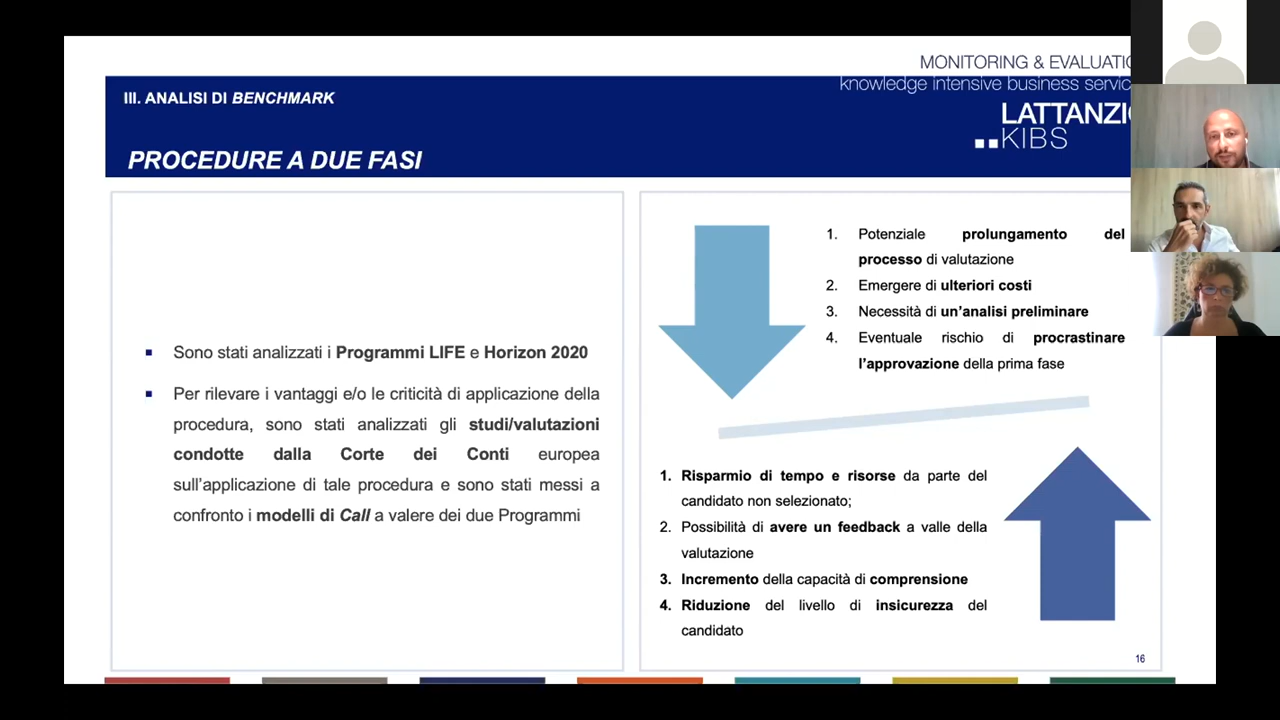 MONITORING & EVALUATIO
knowledge intensive business servic
III. ANALISI DI BENCHMARK
LATTANZIO
KIBS
PROCEDURE A DUE FASI
Sono stati analizzati i Programmi LIFE e Horizon 2020
Per rilevare i vantaggi e/o le criticità di applicazione della
procedura, sono stati analizzati gli studi/valutazioni
condotte dalla Corte dei Conti europea
sull'applicazione di tale procedura e sono stati messi a
confronto i modelli di Call a valere dei due Programmi
1. Potenziale prolungamento del
processo di valutazione
2. Emergere di ulteriori costi
3. Necessità di un'analisi preliminare
4. Eventuale rischio di procrastinare
l'approvazione della prima fase
1. Risparmio di tempo e risorse da parte del
candidato non selezionato;
2. Possibilità di avere un feedback a valle della
valutazione
3. Incremento della capacità di comprensione
4. Riduzione del livello di insicurezza del
candidato
16